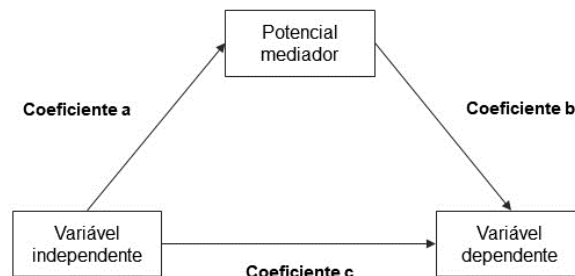 Potencial
mediador
Coeficiente a
Coeficiente b
Variável
independente
Variável
dependente
Coeficiente c